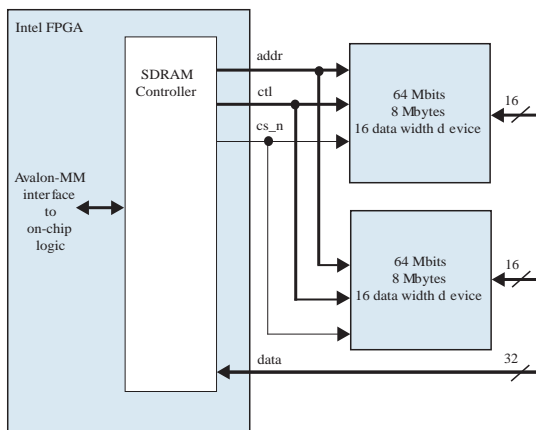 Intel FPGA
SDRAM
Controller
Avalon-MM
interface
to
on-chip
logic
addr
ctl
cs_n
64 Mbits
8 Mbytes
16 data width d evice
16
64 Mbits
8 Mbytes
16 data width d evice
16
data
32